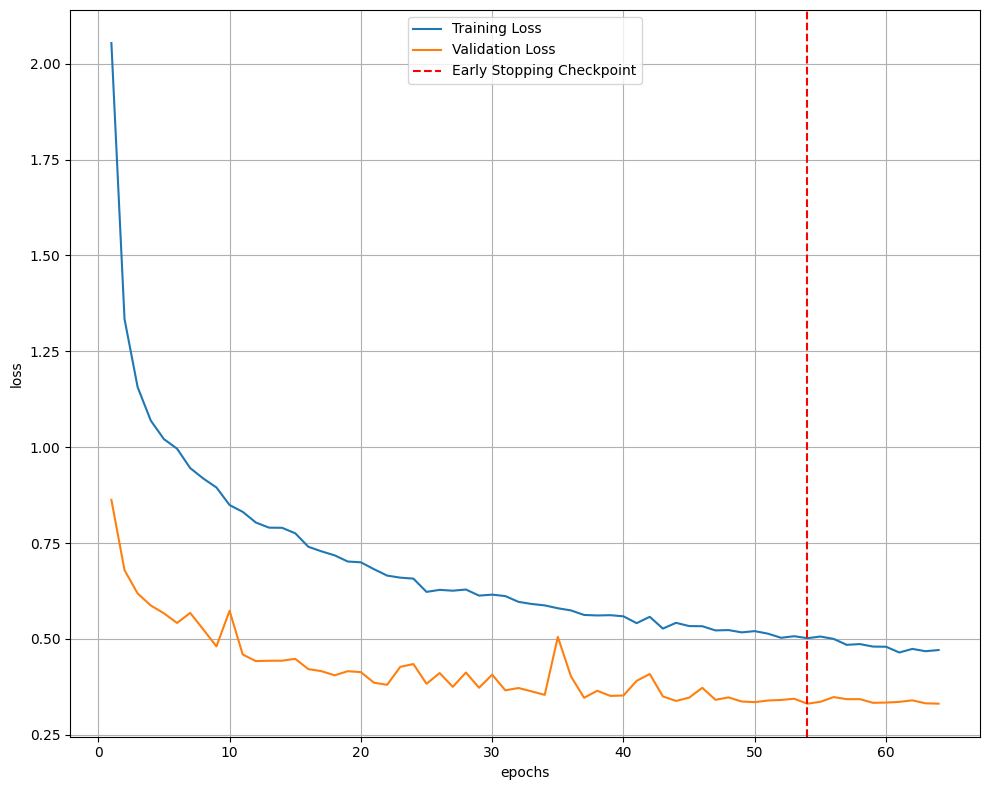 Training Loss
Validation Loss
Early Stopping Checkpoint
2.00
1.75
1.50
1.25
1.00
0.75
0.50
0.25
loss
0 10 20 30 40 50 60
epochs